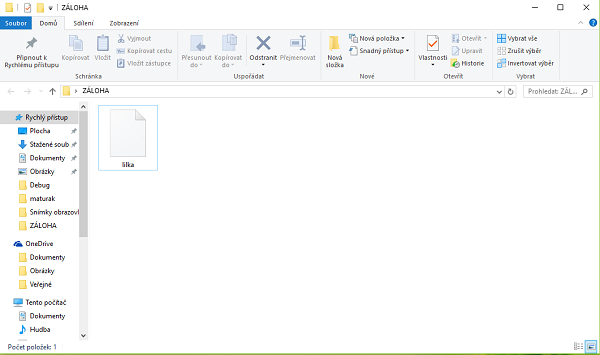 ZÁLOHA
Soubor
Domů
Sdílení
Zobrazení
Připnout k
Rychlému přístupu
Kopírovat
Vložit
Vyjmout
Kopírovat cestu
Vložit zástupce
Schránka
Přesunout
do
Kopírovat
do
Odstranit
Přejmenovat
Uspořádat
Nová
složka
Nová položka
Snadný přístup
Nové
Vlastnosti
Otevřít
Upravit
Historie
Otevřít
Vybrat vše
Zrušit výběr
Invertovat výběr
Vybrat
ZÁLOHA
Prohledat: ZÁL...
Rychlý přístup
Plocha
Stažené soub
Dokumenty
Obrázky
Debug
maturak
Snímky obrazov
ZÁLOHA
OneDrive
Dokumenty
Obrázky
Veřejné
Tento počítač
Dokumenty
Hudba
lilka
Počet položek: 1